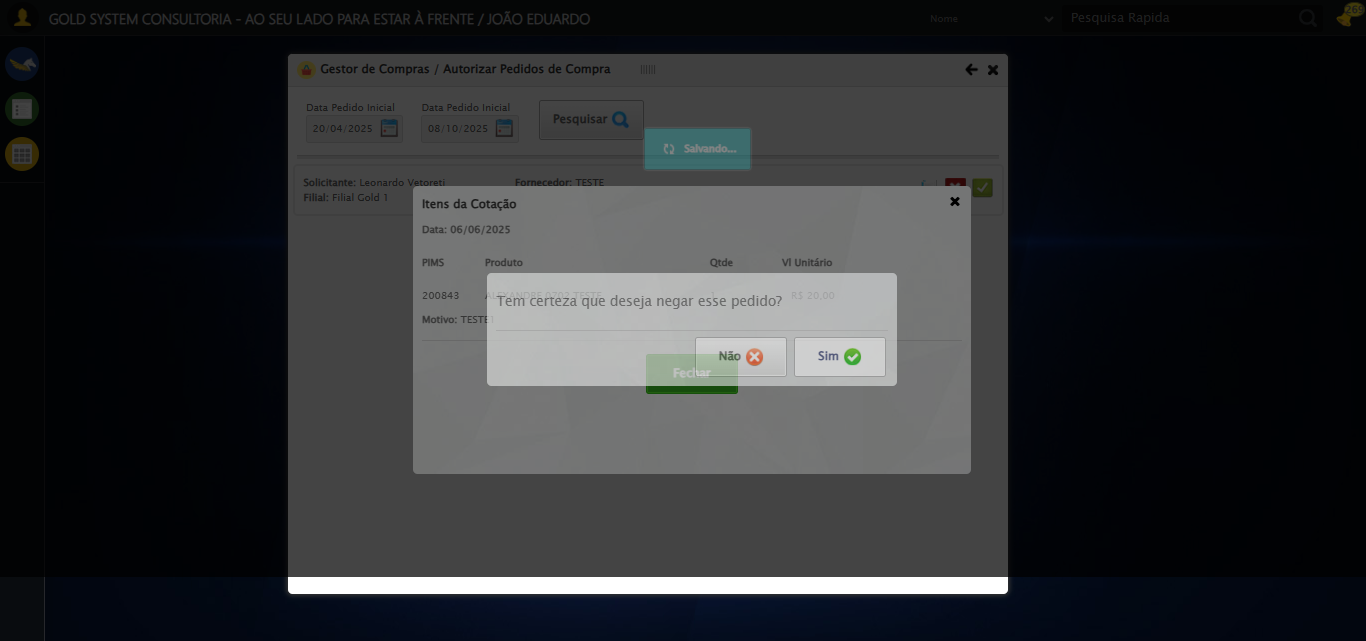 GOLD SYSTEM CONSULTORIA - AO SEU LADO PARA ESTAR À FRENTE / JOÃO EDUARDO
Nome
Pesquisa Rapida
Gestor de Compras / Autorizar Pedidos de Compra
Data Pedido Inicial
Data Pedido Inicial
20/04/2025
08/10/2025
Pesquisar
Salvando...
Solicitante: Leonardo Vetoreti
Fornecedor: TESTE
Filial: Filial Gold 1
Itens da Cotação
Data: 06/06/2025
PIMS Produto Qtde Vl Unitário
200843 ALEXANDRE 0702 TESTE R$ 20,00
Tem certeza que deseja negar esse pedido?
Motivo: TESTE1
Não
Sim
Fechar